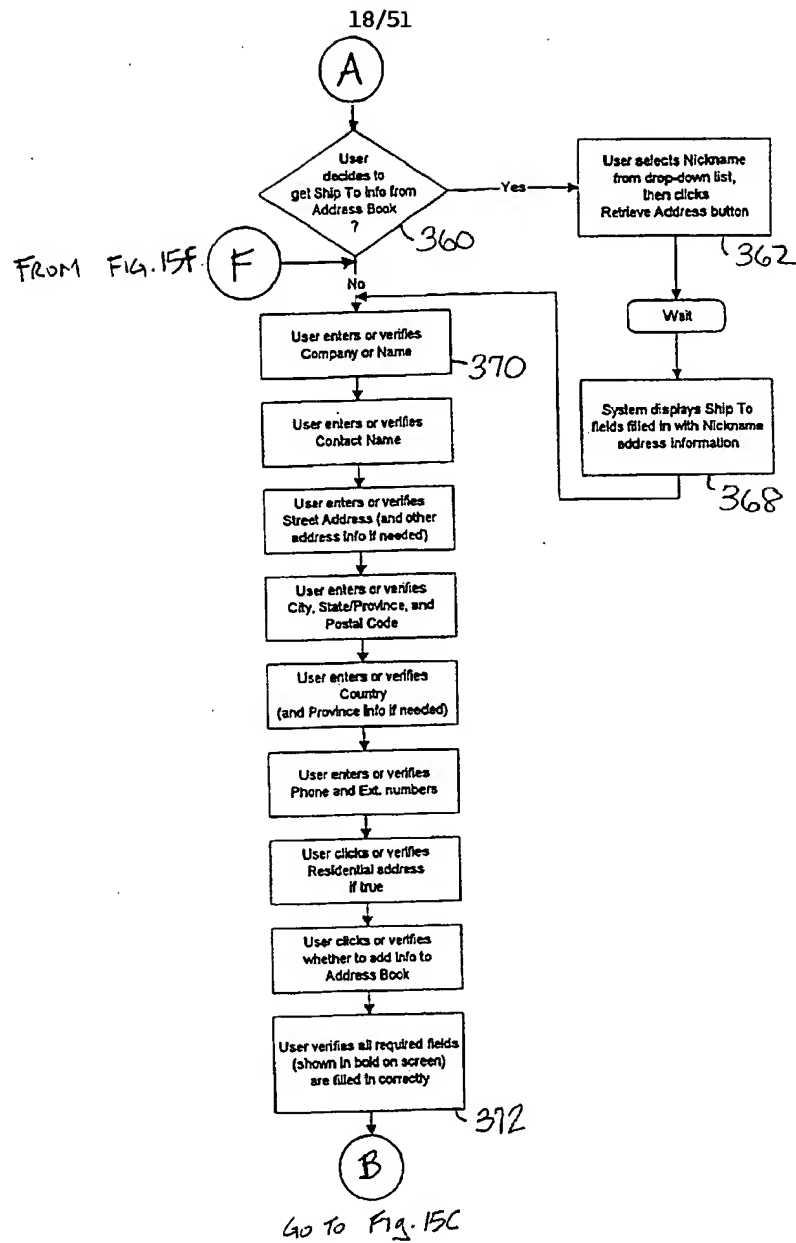 18/51
A
User
decides to
get Ship To info from
Address Book
?
360
Yes
User selects Nickname
from drop-down list,
then clicks
Retrieve Address button
362
FROM FIG.15F.
F
No
Wait
User enters or verifies
Company or Name
370
System displays Ship To
fields filled in with Nickname
address information
368
User enters or verifies
Contact Name
User enters or verifies
Street Address (and other
address info if needed)
User enters or verifies
City, State/Province, and
Postal Code
User enters or verifies
Country
(and Province info if needed)
User enters or verifies
Phone and Ext. numbers
User clicks or verifies
Residential address
if true
User clicks or verifies
whether to add info to
Address Book
User verifies all required fields
(shown in bold on screen)
are filled in correctly
372
B
Go To Fig. 15C